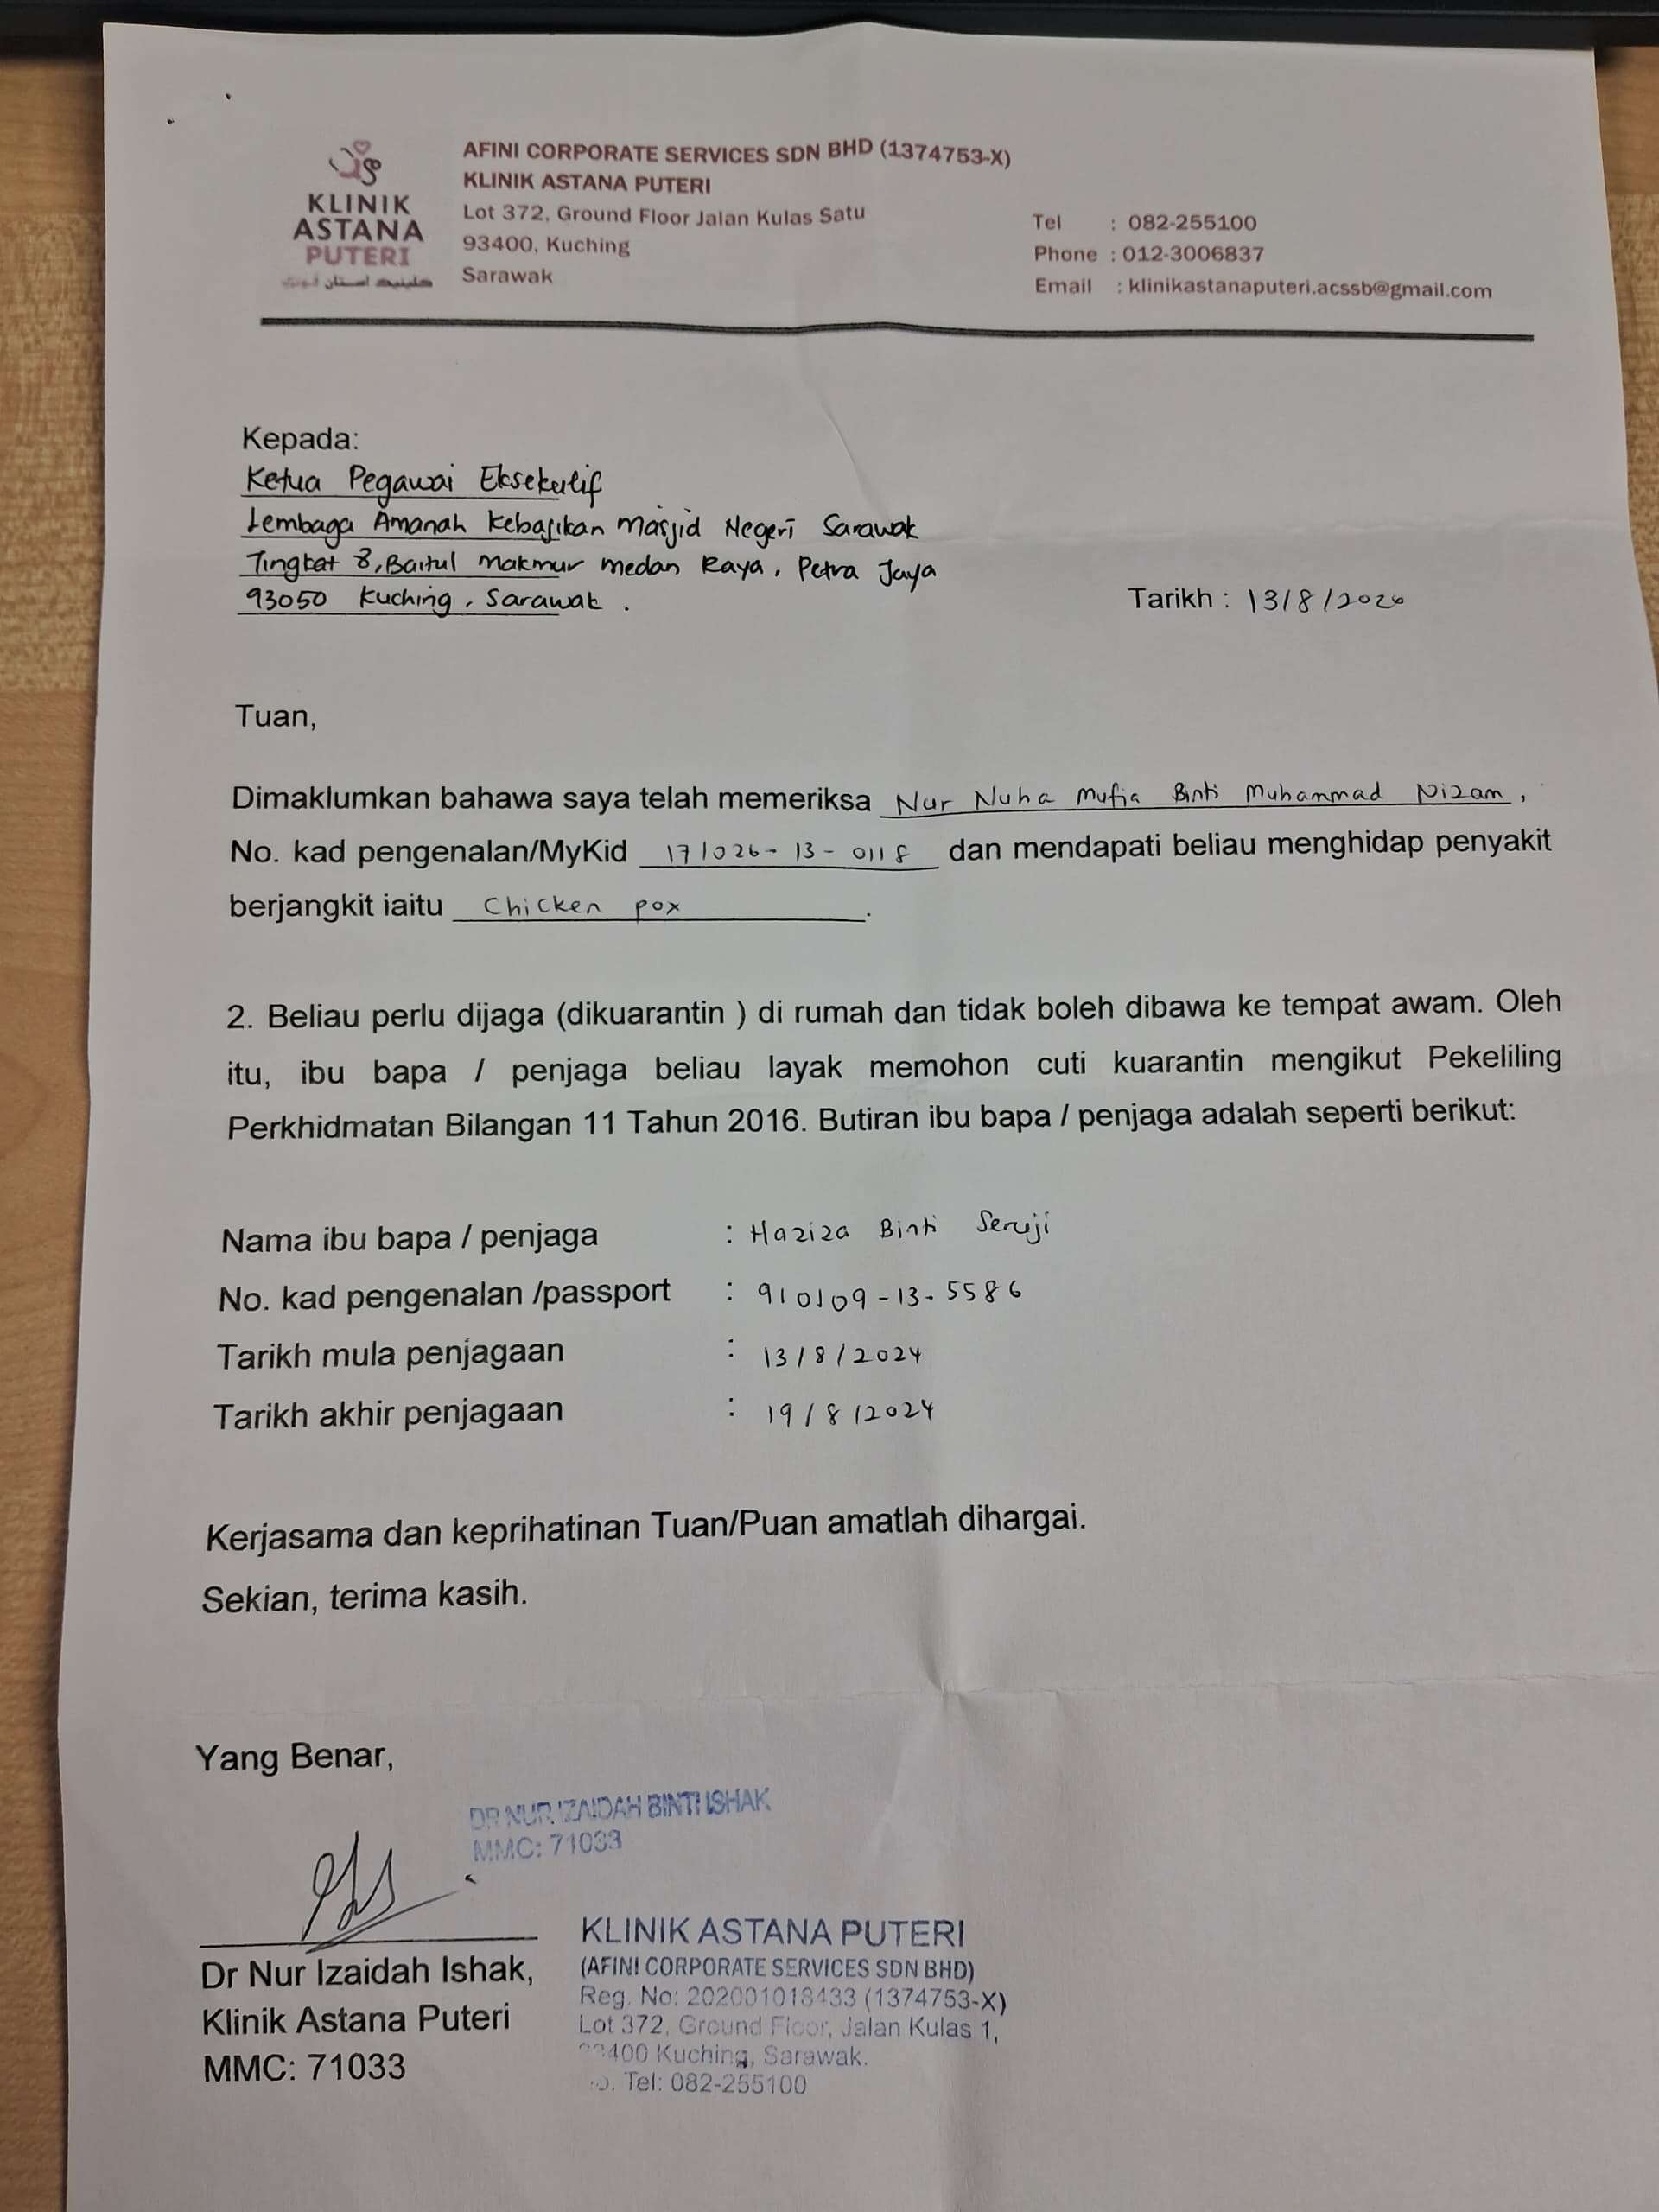 KLINIK
ASTANA
PUTERI
AFINI CORPORATE SERVICES SDN BHD (1374753-X)
KLINIK ASTANA PUTERI
Lot 372, Ground Floor Jalan Kulas Satu
93400, Kuching
Sarawak
Tel : 082-255100
Phone : 012-3006837
Email : klinikastanaputeri.acssb@gmail.com
Kepada:
Ketua Pegawai Eksekutif
Lembaga Amanah Kebajikan Masjid Negeri Sarawak
Tingkat 8, Baitul Makmur Medan Raya, Petra Jaya
93050 Kuching, Sarawak.
Tarikh : 13/8/2020
Tuan,
Dimaklumkan bahawa saya telah memeriksa Nur Nuha Mufia Binti Muhammad Nizam,
No. kad pengenalan/MyKid 171026-13-0118 dan mendapati beliau menghidap penyakit
berjangkit iaitu Chicken pox.
2. Beliau perlu dijaga (dikuarantin ) di rumah dan tidak boleh dibawa ke tempat awam. Oleh
itu, ibu bapa / penjaga beliau layak memohon cuti kuarantin mengikut Pekeliling
Perkhidmatan Bilangan 11 Tahun 2016. Butiran ibu bapa / penjaga adalah seperti berikut:
Nama ibu bapa / penjaga : Haziza Binti Seruji
No. kad pengenalan /passport : 910109-13-5586
Tarikh mula penjagaan : 13/8/2024
Tarikh akhir penjagaan : 19/8/2024
Kerjasama dan keprihatinan Tuan/Puan amatlah dihargai.
Sekian, terima kasih.
Yang Benar,
DR NUR IZAIDAH BINTI ISHAK
MMC: 71033
Dr Nur Izaidah Ishak,
Klinik Astana Puteri
MMC: 71033
KLINIK ASTANA PUTERI
(AFINI CORPORATE SERVICES SDN BHD)
Reg. No: 202001018433 (1374753-X)
Lot 372, Ground Floor, Jalan Kulas 1,
400 Kuching, Sarawak.
Tel: 082-255100